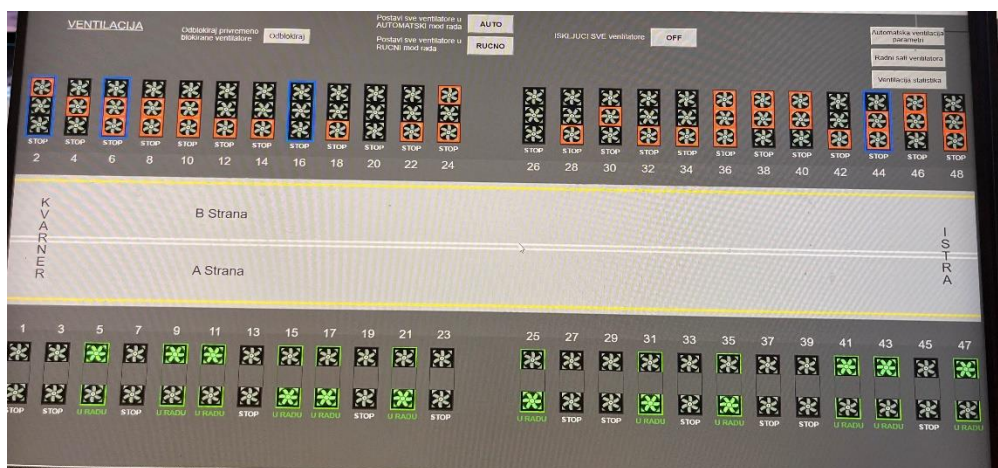 VENTILACIJA
Odblokiraj privremeno
blokirane ventilatore
Odblokiraj
Postavi sve ventilatore u
AUTOMATSKI mod rada
AUTO
Postavi sve ventilatore u
RUCNI mod rada
RUCNO
ISKLJUCI SVE ventilatore
OFF
Automatska ventilacija
parametri
Radni sati ventilatora
Ventilacija statistika
STOP STOP STOP STOP STOP STOP STOP STOP STOP STOP STOP STOP STOP STOP STOP STOP STOP STOP STOP STOP STOP STOP STOP STOP
2 4 6 8 10 12 14 16 18 20 22 24 26 28 30 32 34 36 38 40 42 44 46 48
KVARNER
B Strana
A Strana
ISTRA
1 3 5 7 9 11 13 15 17 19 21 23 25 27 29 31 33 35 37 39 41 43 45 47
STOP STOP U RADU STOP U RADU U RADU STOP U RADU U RADU STOP U RADU STOP U RADU STOP STOP U RADU STOP U RADU STOP STOP U RADU U RADU STOP U RADU